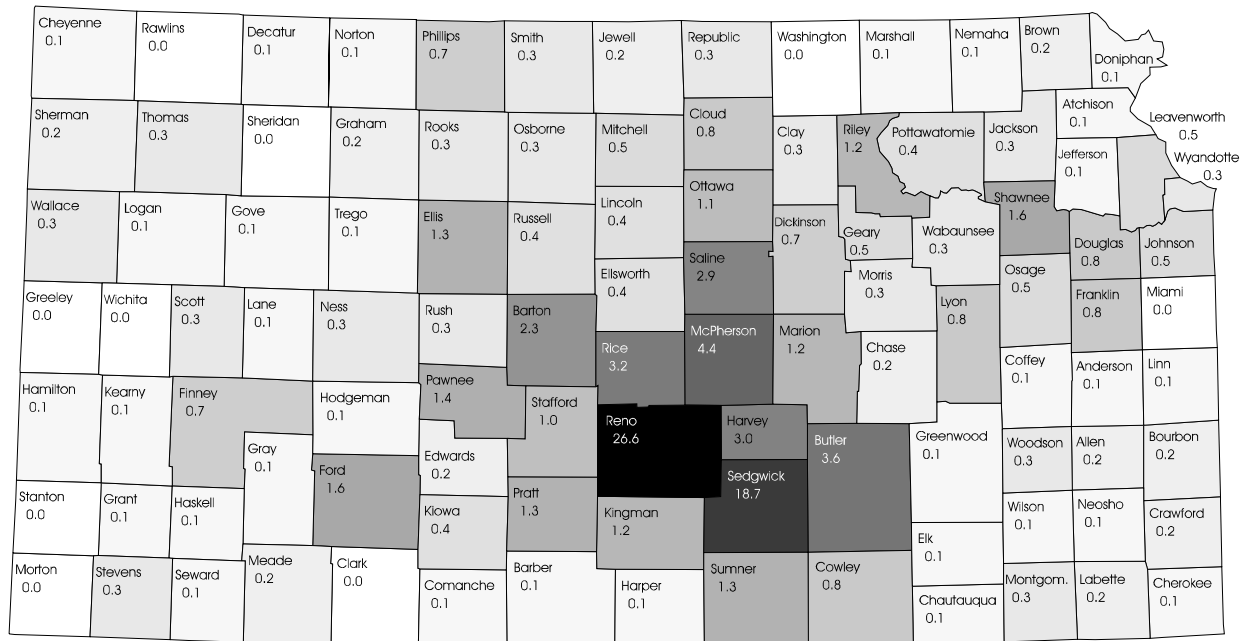 Cheyenne
0.1
Rawlins
0.0
Decatur
0.1
Norton
0.1
Phillips
0.7
Smith
0.3
Jewell
0.2
Republic
0.3
Washington
0.0
Marshall
0.1
Nemaha
0.1
Brown
0.2
Doniphan
0.1
Sherman
0.2
Thomas
0.3
Sheridan
0.0
Graham
0.2
Rooks
0.3
Osborne
0.3
Mitchell
0.5
Cloud
0.8
Clay
0.3
Riley
1.2
Pottawatomie
0.4
Jackson
0.3
Atchison
0.1
Jefferson
0.1
Leavenworth
0.5
Wyandotte
0.3
Wallace
0.3
Logan
0.1
Gove
0.1
Trego
0.1
Ellis
1.3
Russell
0.4
Lincoln
0.4
Ottawa
1.1
Dickinson
0.7
Geary
0.5
Wabaunsee
0.3
Shawnee
1.6
Douglas
0.8
Johnson
0.5
Ellsworth
0.4
Saline
2.9
Morris
0.3
Osage
0.5
Greeley
0.0
Wichita
0.0
Scott
0.3
Lane
0.1
Ness
0.3
Rush
0.3
Barton
2.3
Rice
3.2
McPherson
4.4
Marion
1.2
Chase
0.2
Lyon
0.8
Franklin
0.8
Miami
0.0
Hamilton
0.1
Kearny
0.1
Finney
0.7
Hodgeman
0.1
Pawnee
1.4
Stafford
1.0
Reno
26.6
Harvey
3.0
Butler
3.6
Greenwood
0.1
Coffey
0.1
Anderson
0.1
Linn
0.1
Gray
0.1
Ford
1.6
Edwards
0.2
Sedgwick
18.7
Woodson
0.3
Allen
0.2
Bourbon
0.2
Stanton
0.0
Grant
0.1
Haskell
0.1
Kiowa
0.4
Pratt
1.3
Kingman
1.2
Elk
0.1
Wilson
0.1
Neosho
0.1
Crawford
0.2
Morton
0.0
Stevens
0.3
Seward
0.1
Meade
0.2
Clark
0.0
Comanche
0.1
Barber
0.1
Harper
0.1
Sumner
1.3
Cowley
0.8
Chautauqua
0.1
Montgom.
0.3
Labette
0.2
Cherokee
0.1